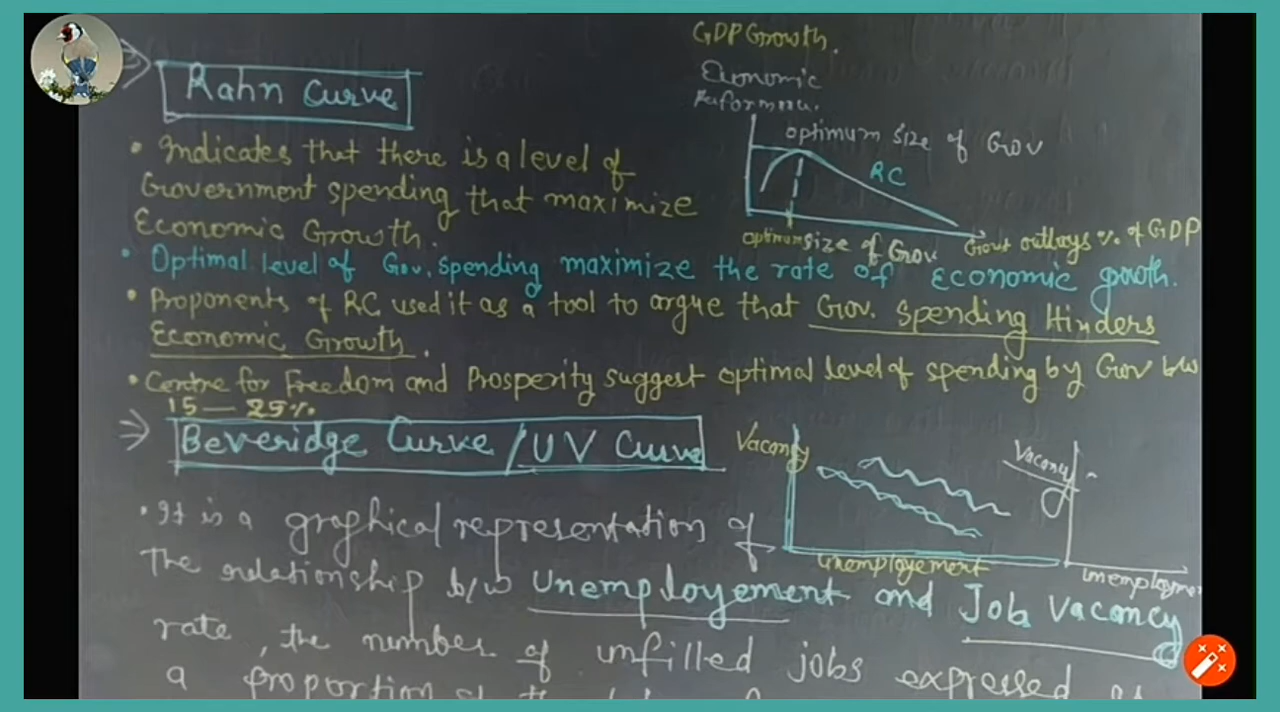 GDP Growth.
Economic
Rahn Curve
optimum size of Gov
RC
• Indicates that there is a level of
Government spending that maximize
Economic Growth.
optimum size of Gov
Govt outlays % of GDP
• Optimal level of Gov. spending maximize the rate of Economic growth.
• Proponents of RC used it as a tool to argue that Gov. spending Hinders
Economic Growth.
• Centre for Freedom and Prosperity suggest optimal level of spending by Gov b/w
15 — 25%.
Beveridge Curve / UV Curve
Vacancy
Vacancy
• It is a graphical representation of
Unemployement
the relationship b/w Unemployement and Job Vacancy
rate, the number of unfilled jobs expressed as
a proportion of the